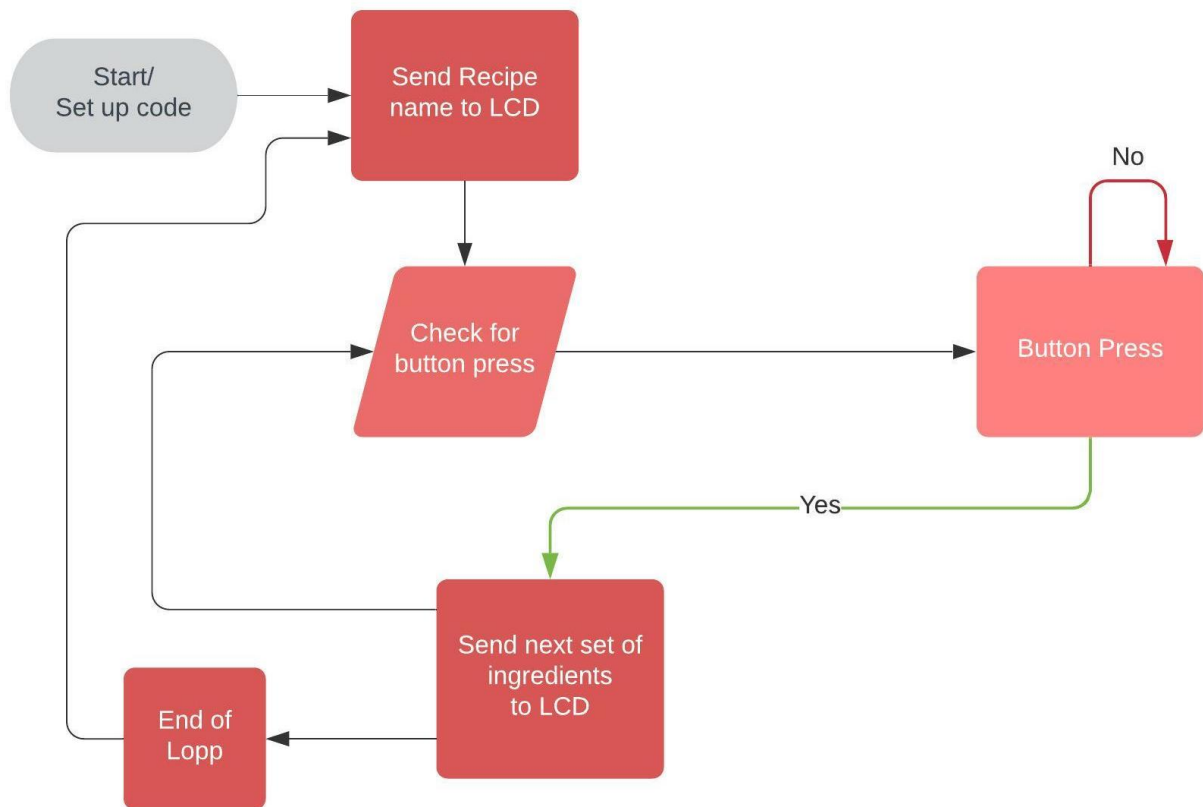 Start/
Set up code
Send Recipe
name to LCD
No
Check for
button press
Button Press
Yes
Send next set of
ingredients
to LCD
End of
Lopp